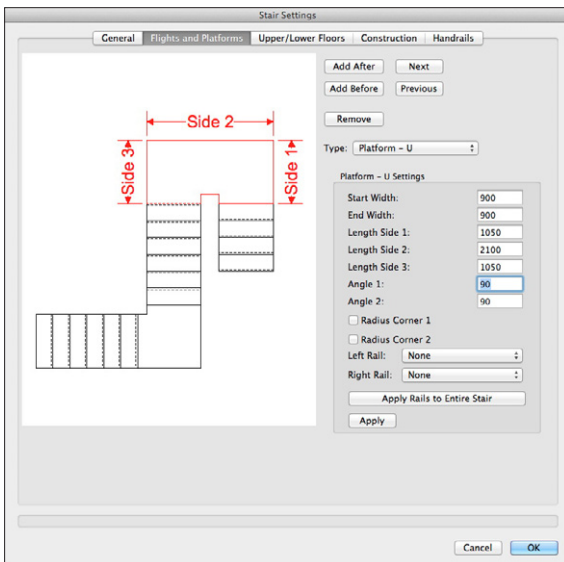 Stair Settings
General Flights and Platforms Upper/Lower Floors Construction Handrails
Add After Next
Add Before Previous
Remove
Type: Platform - U
Platform - U Settings
Start Width: 900
End Width: 900
Length Side 1: 1050
Length Side 2: 2100
Length Side 3: 1050
Angle 1: 90
Angle 2: 90
Radius Corner 1
Radius Corner 2
Left Rail: None
Right Rail: None
Apply Rails to Entire Stair
Apply
Side 2
Side 3
Side 1
Cancel OK